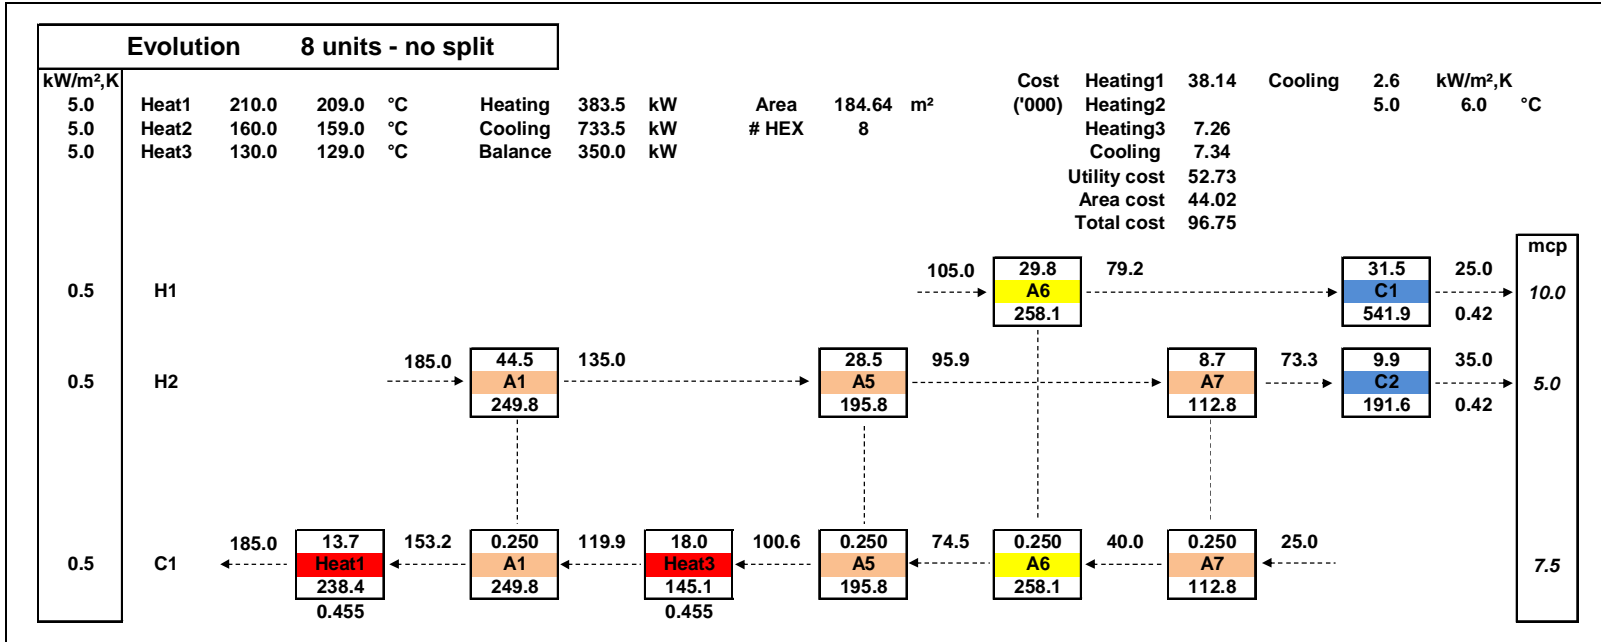 Evolution 8 units - no split
kW/m²,K Cost Heating1 38.14 Cooling 2.6 kW/m²,K
5.0 Heat1 210.0 209.0 °C Heating 383.5 kW Area 184.64 m² ('000) Heating2 5.0 6.0 °C
5.0 Heat2 160.0 159.0 °C Cooling 733.5 kW # HEX 8 Heating3 7.26
5.0 Heat3 130.0 129.0 °C Balance 350.0 kW Cooling 7.34
Utility cost 52.73
Area cost 44.02
Total cost 96.75
mcp
105.0 29.8 79.2 31.5 25.0
0.5 H1 A6 C1 10.0
258.1 541.9 0.42
185.0 44.5 135.0 28.5 95.9 8.7 73.3 9.9 35.0
0.5 H2 A1 A5 A7 C2 5.0
249.8 195.8 112.8 191.6 0.42
185.0 13.7 153.2 0.250 119.9 18.0 100.6 0.250 74.5 0.250 40.0 0.250 25.0
0.5 C1 Heat1 A1 Heat3 A5 A6 A7 7.5
238.4 249.8 145.1 195.8 258.1 112.8
0.455 0.455